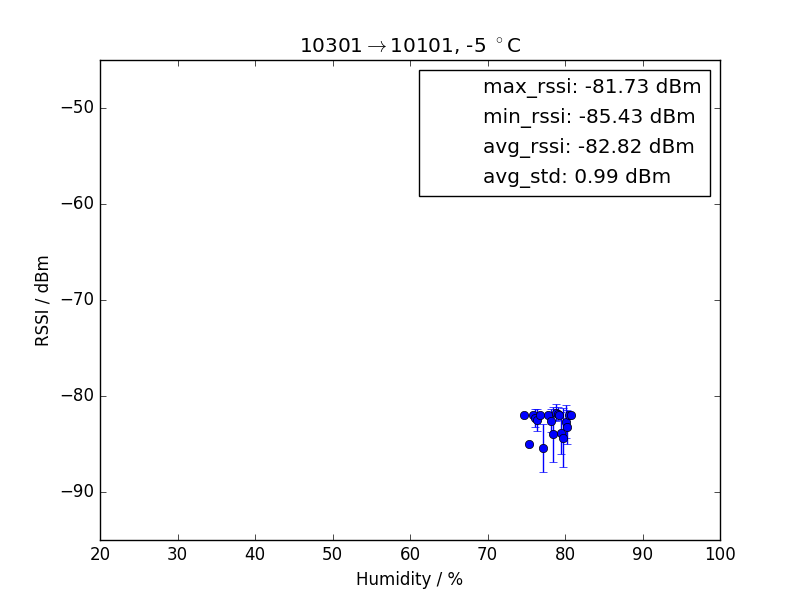 10301→10101, -5 °C
max_rssi: -81.73 dBm
min_rssi: -85.43 dBm
avg_rssi: -82.82 dBm
avg_std: 0.99 dBm
RSSI / dBm
−50
−60
−70
−80
−90
20 30 40 50 60 70 80 90 100
Humidity / %